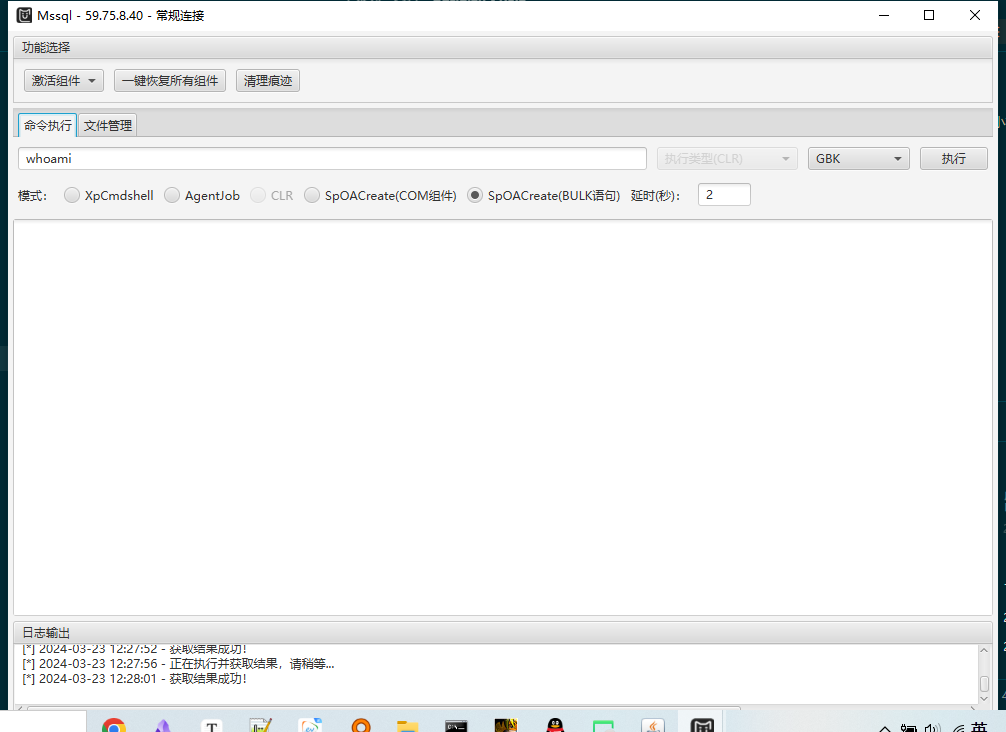 Mssql - 59.75.8.40 - 常规连接
功能选择
激活组件 一键恢复所有组件 清理痕迹
命令执行 文件管理
whoami 执行类型(CLR) GBK 执行
模式: XpCmdshell AgentJob CLR SpOACreate(COM组件) SpOACreate(BULK语句) 延时(秒): 2
日志输出
[*] 2024-03-23 12:27:52 - 获取结果成功!
[*] 2024-03-23 12:27:56 - 正在执行并获取结果，请稍等...
[*] 2024-03-23 12:28:01 - 获取结果成功!
T 英